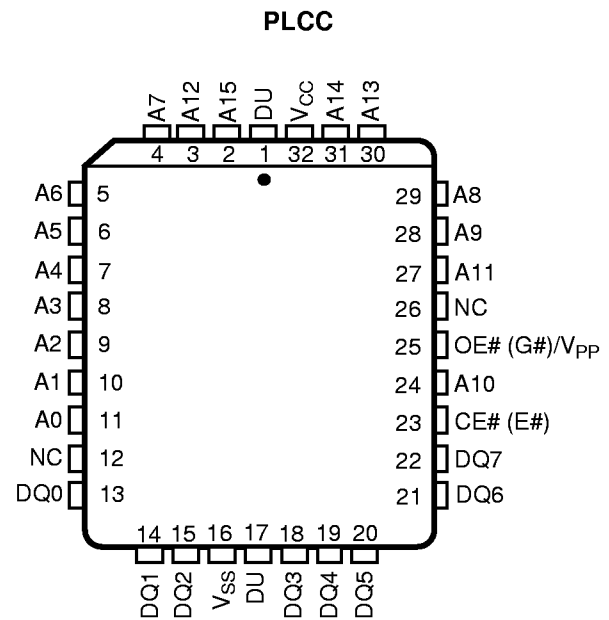 PLCC
A7 A12 A15 DU VCC A14 A13
4 3 2 1 32 31 30
A6 5 29 A8
A5 6 28 A9
A4 7 27 A11
A3 8 26 NC
A2 9 25 OE# (G#)/VPP
A1 10 24 A10
A0 11 23 CE# (E#)
NC 12 22 DQ7
DQ0 13 21 DQ6
14 15 16 17 18 19 20
DQ1 DQ2 VSS DU DQ3 DQ4 DQ5